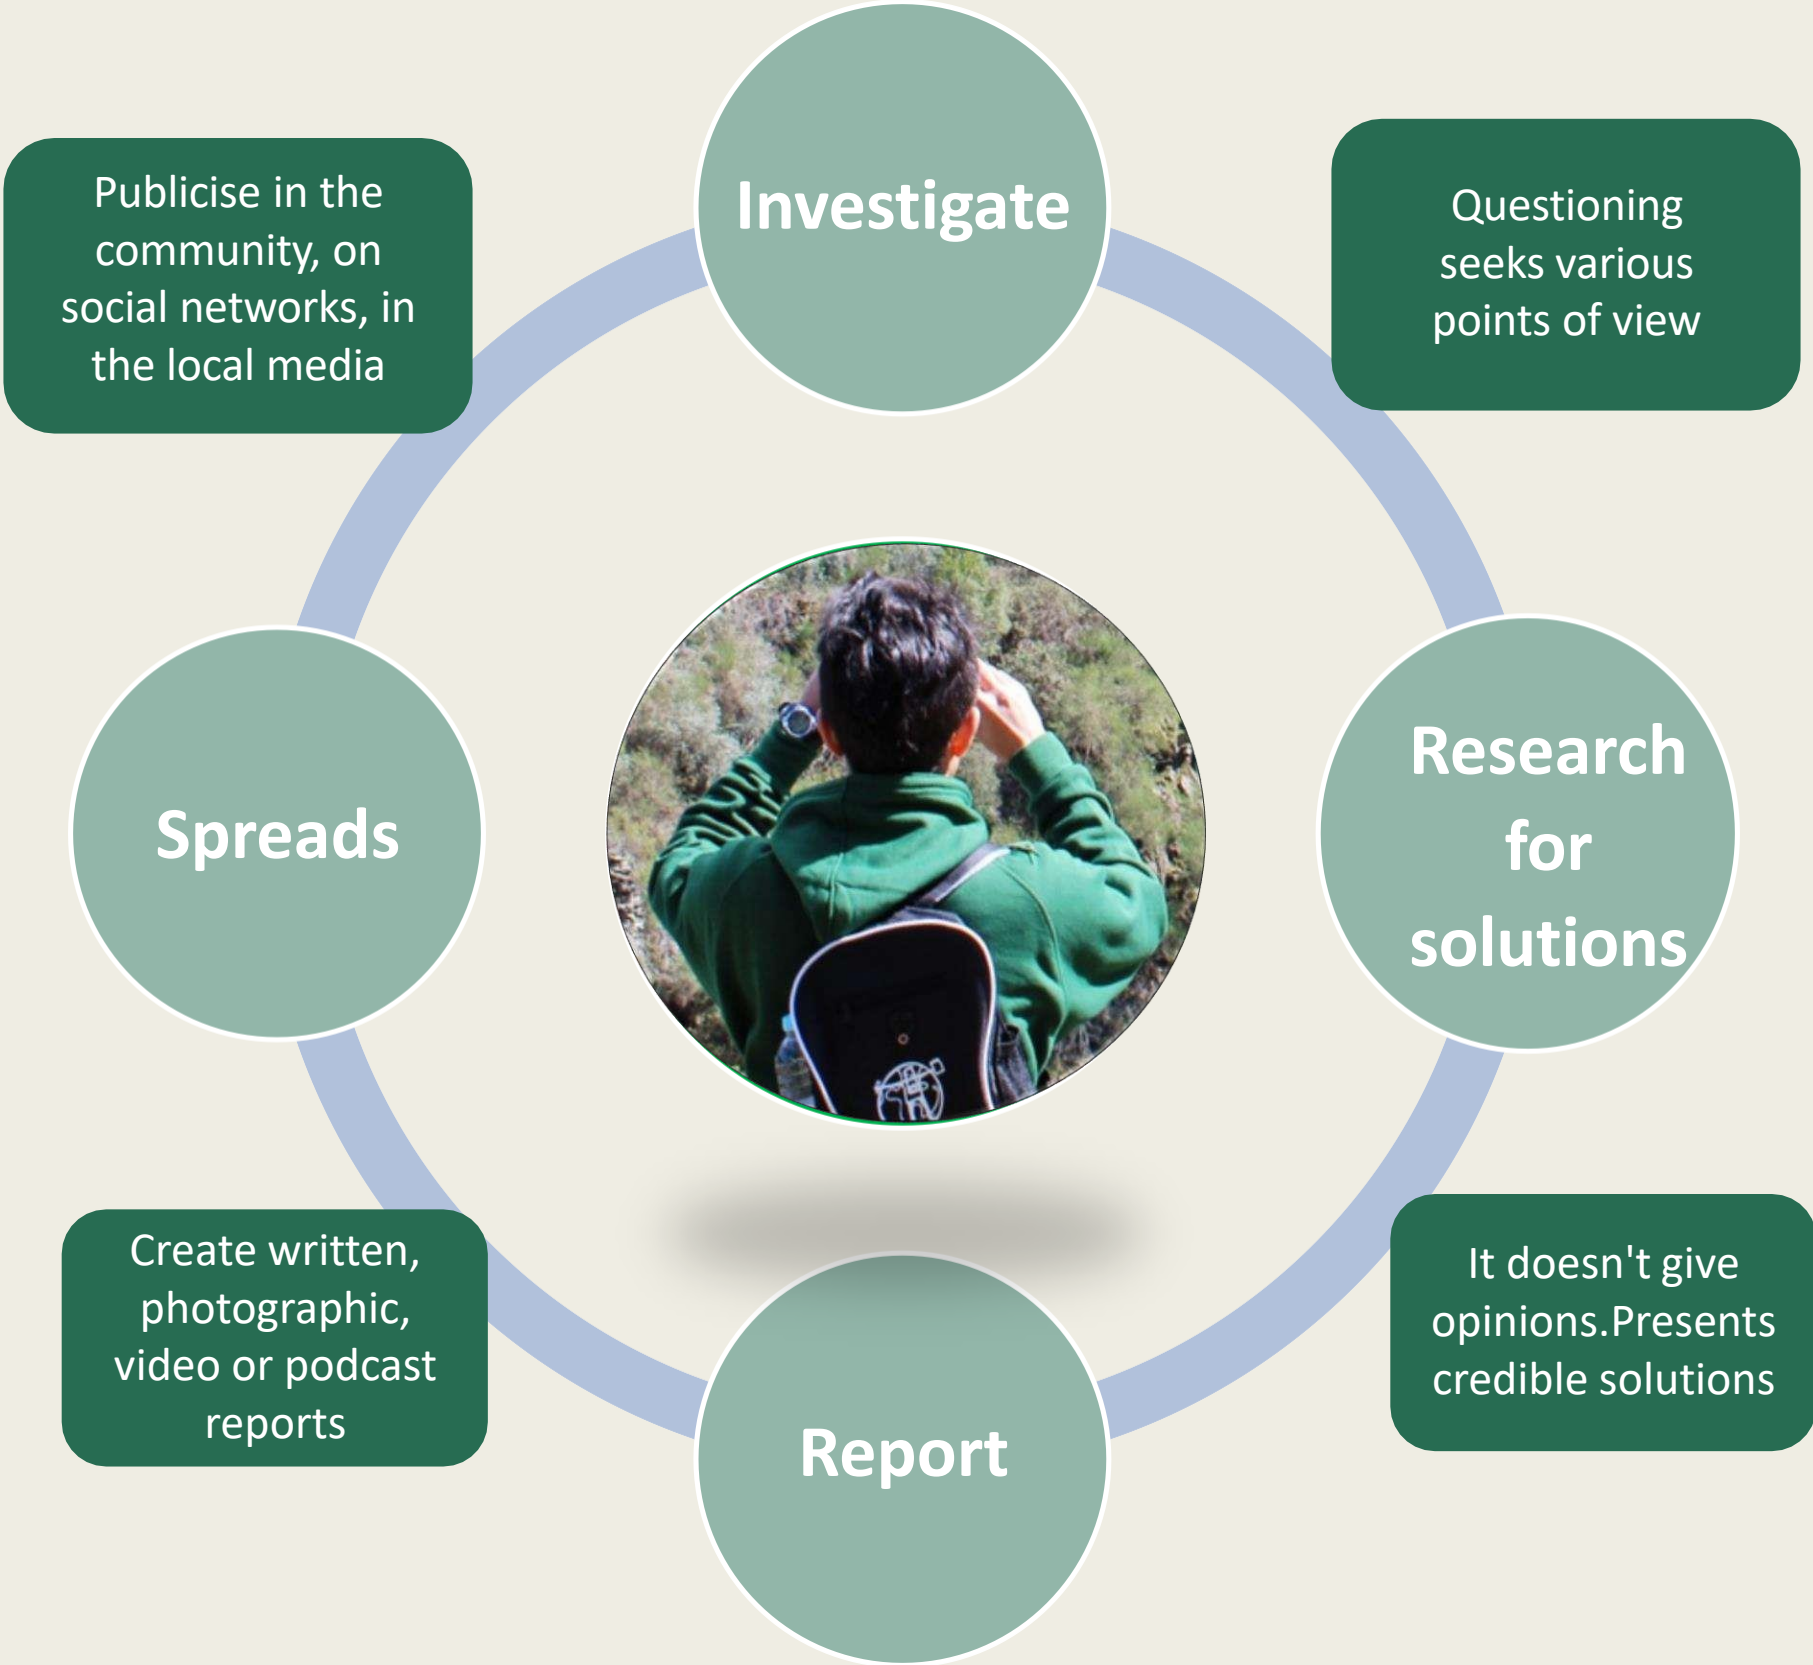 Investigate
Questioning
seeks various
points of view
Research
for
solutions
It doesn't give
opinions.Presents
credible solutions
Report
Create written,
photographic,
video or podcast
reports
Spreads
Publicise in the
community, on
social networks, in
the local media